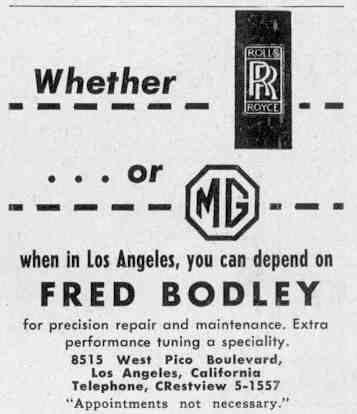 Whether
ROLLS
RR
ROYCE
. . . or
MG
when in Los Angeles, you can depend on
FRED BODLEY
for precision repair and maintenance. Extra
performance tuning a speciality.
8515 West Pico Boulevard,
Los Angeles, California
Telephone, CRestview 5-1557
"Appointments not necessary."